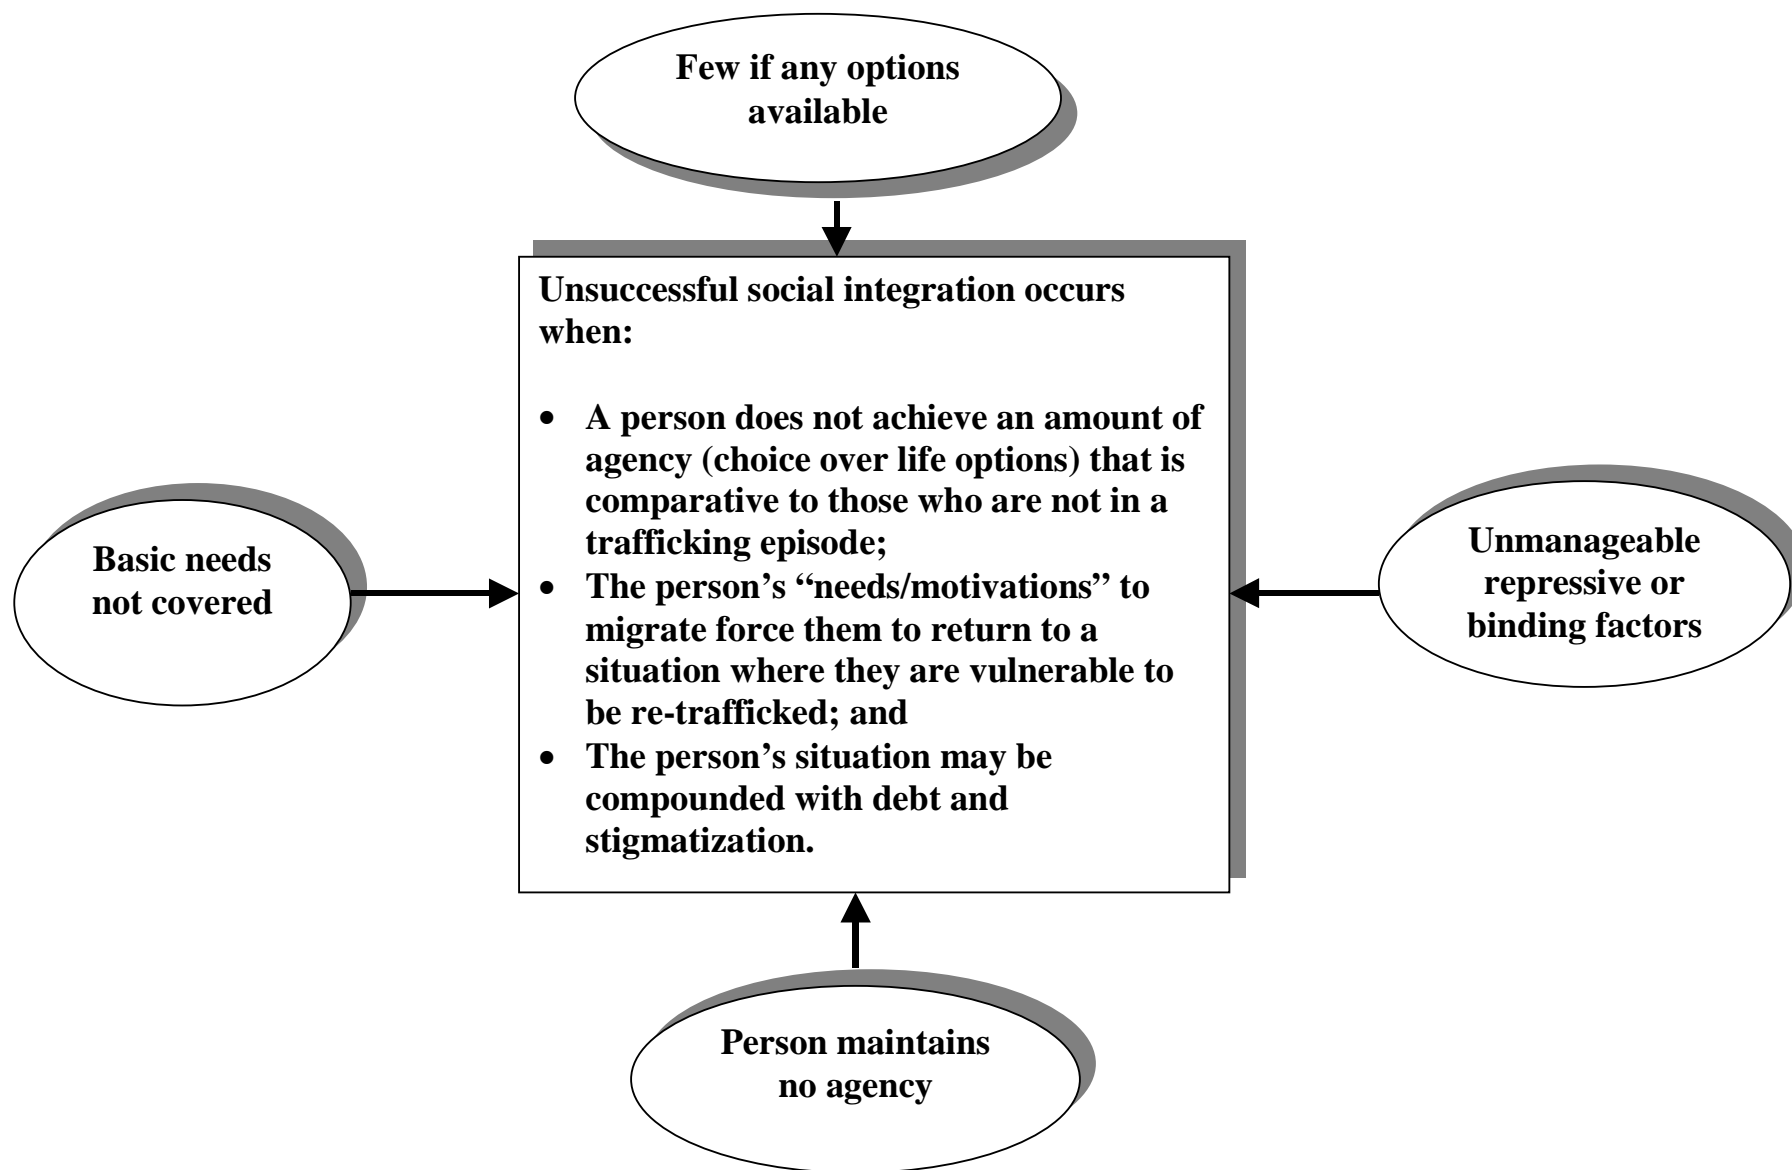 Few if any options
available
Unsuccessful social integration occurs
when:
• A person does not achieve an amount of
agency (choice over life options) that is
comparative to those who are not in a
trafficking episode;
• The person’s “needs/motivations” to
migrate force them to return to a
situation where they are vulnerable to
be re-trafficked; and
• The person’s situation may be
compounded with debt and
stigmatization.
Basic needs
not covered
Unmanageable
repressive or
binding factors
Person maintains
no agency